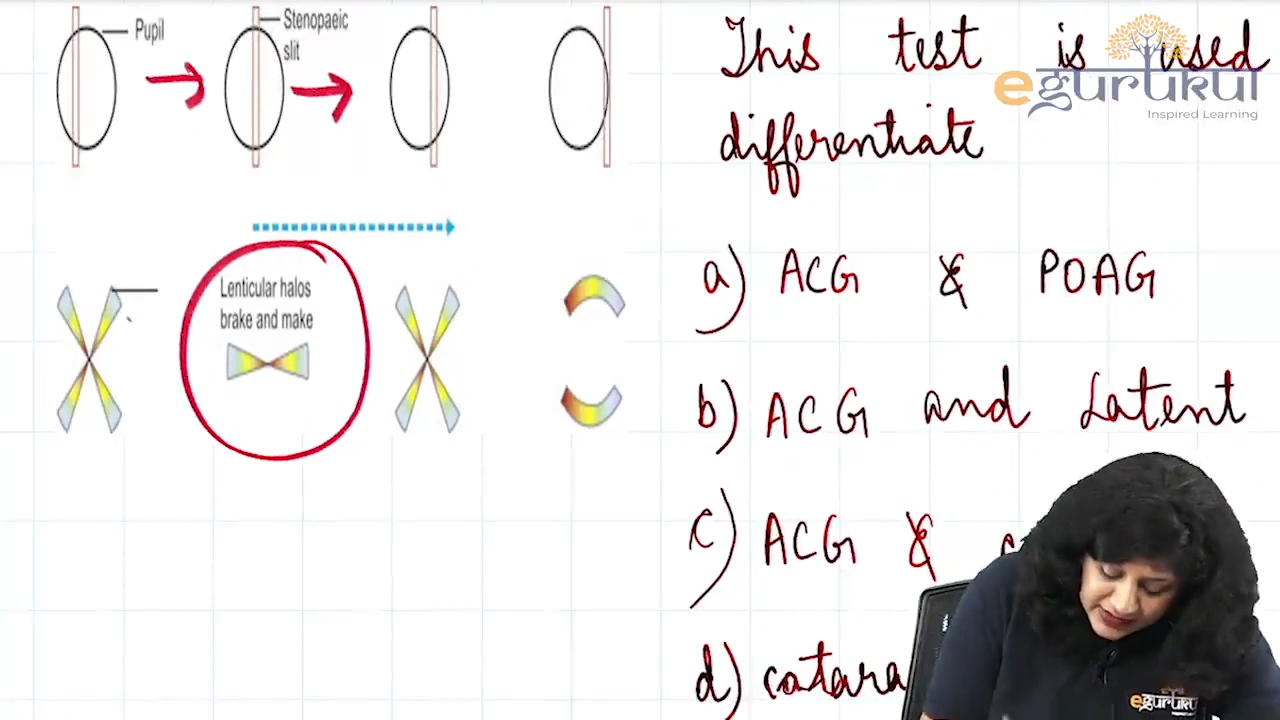 Pupil
Stenopaeic
slit
Lenticular halos
brake and make
This test is used
differentiate
a) ACG & POAG
b) ACG and Latent
c) ACG &
d)
egurukul
Inspired Learning
egurukul